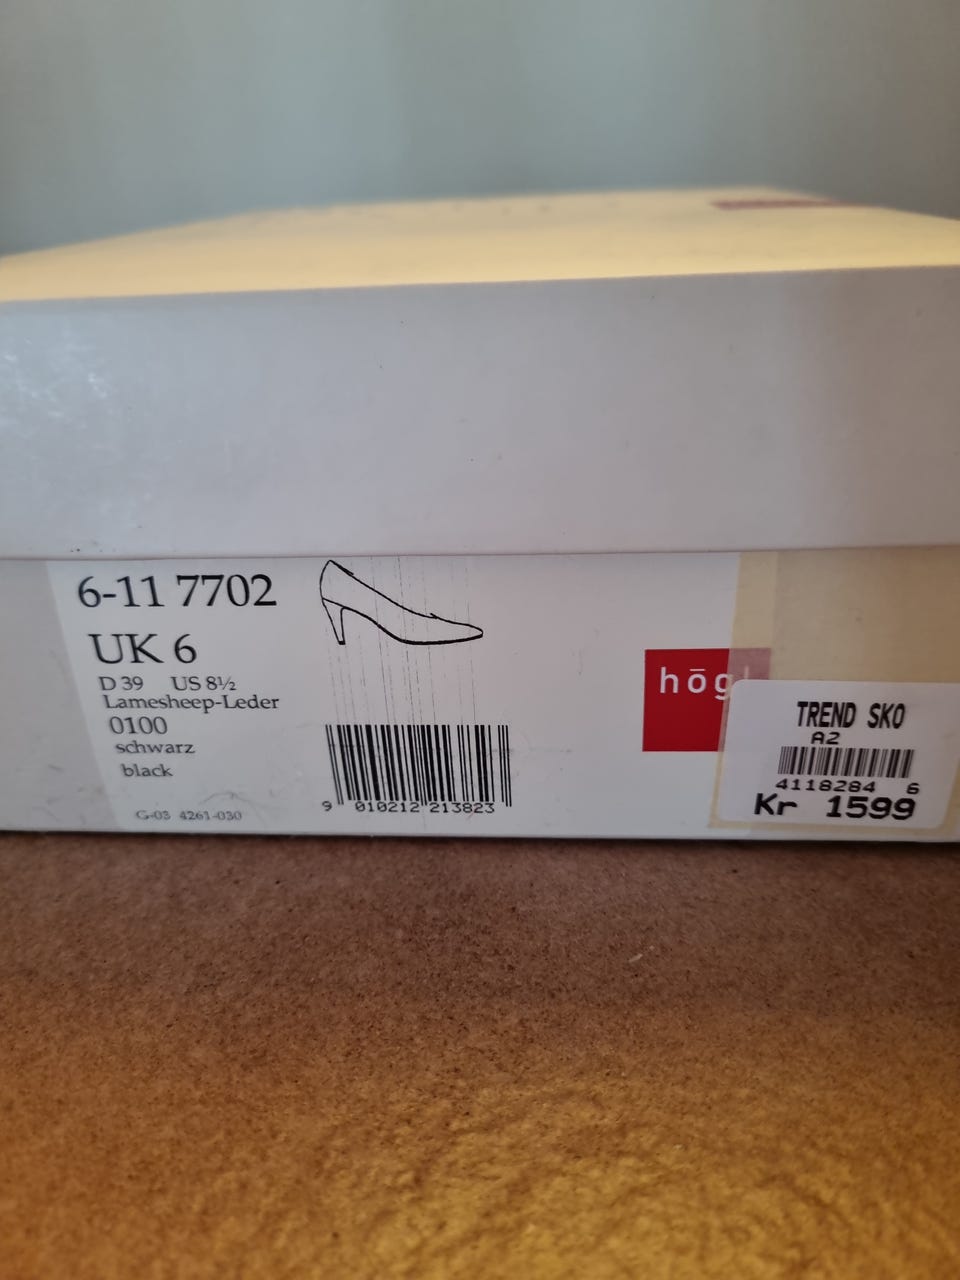 6-11 7702
UK 6
D 39 US 8½
Lamesheep-Leder
0100
schwarz
black
G-03 4261-030
9 010212 213823
hōgl
TREND SKO
A2
4118284 6
Kr 1599